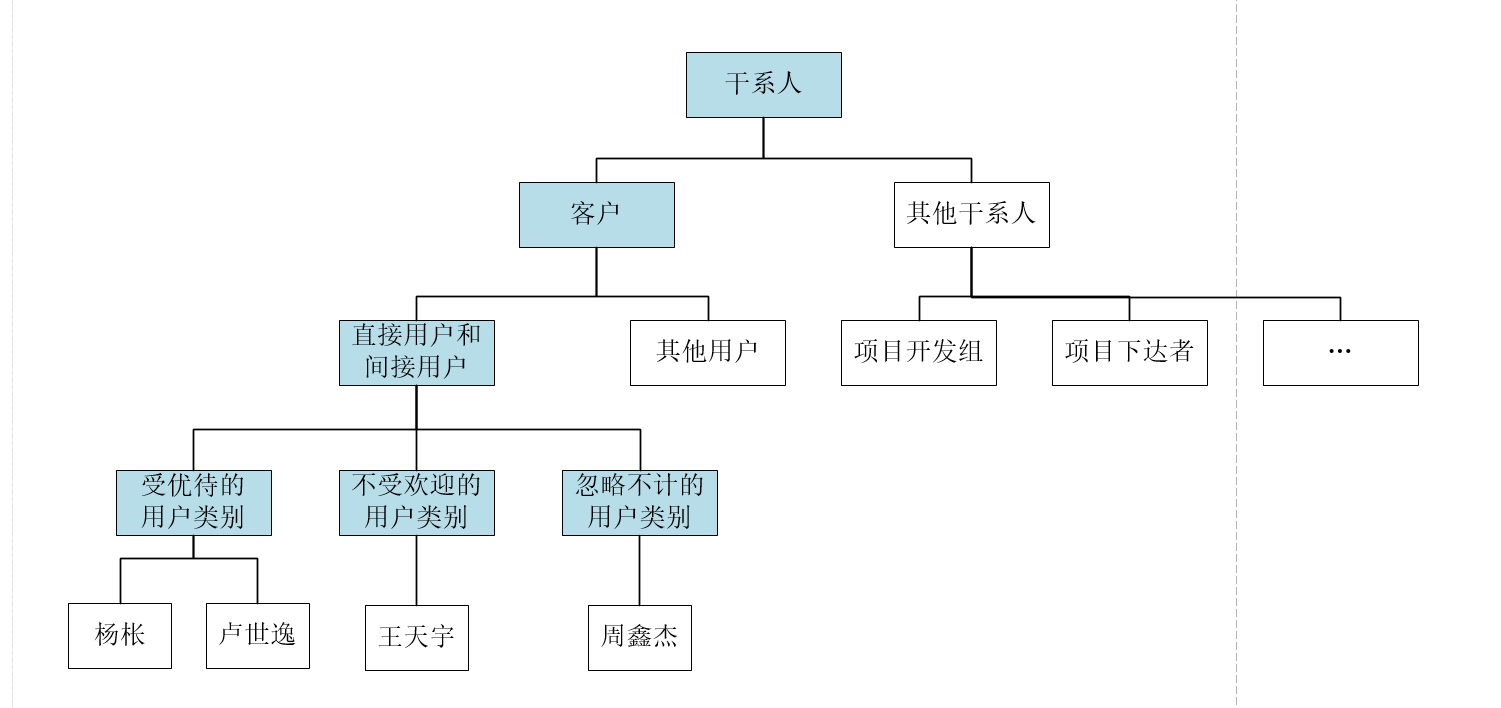 干系人
客户
其他干系人
直接用户和
间接用户
其他用户
项目开发组
项目下达者
...
受优待的
用户类别
不受欢迎的
用户类别
忽略不计的
用户类别
杨枨
卢世逸
王天宇
周鑫杰